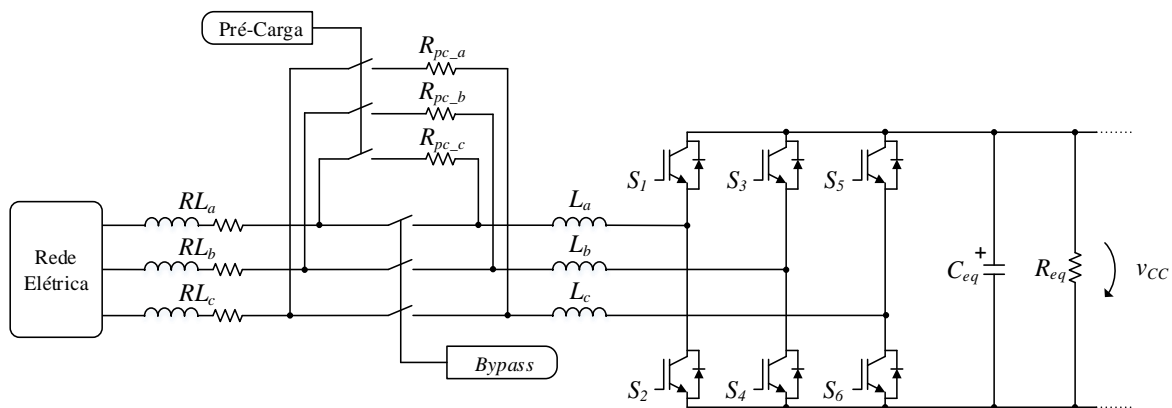 Pré-Carga
R_pc_a
R_pc_b
R_pc_c
Rede
Elétrica
RL_a
RL_b
RL_c
Bypass
L_a
L_b
L_c
S_1
S_3
S_5
S_2
S_4
S_6
+
C_eq
R_eq
v_CC